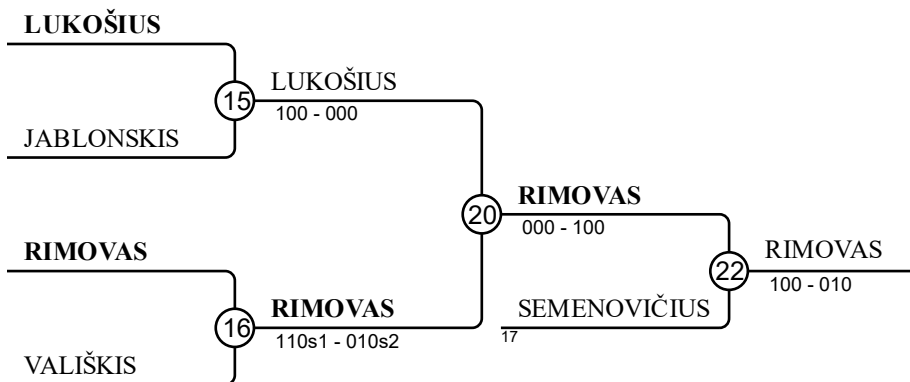 LUKOŠIUS
15
LUKOŠIUS
100 - 000
JABLONSKIS
20
RIMOVAS
000 - 100
RIMOVAS
22
RIMOVAS
100 - 010
16
RIMOVAS
110s1 - 010s2
SEMENOVIČIUS
17
VALIŠKIS